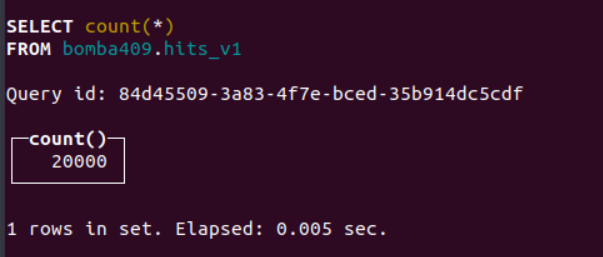 SELECT count(*)
FROM bomba409.hits_v1
Query id: 84d45509-3a83-4f7e-bced-35b914dc5cdf
count()
20000
1 rows in set. Elapsed: 0.005 sec.